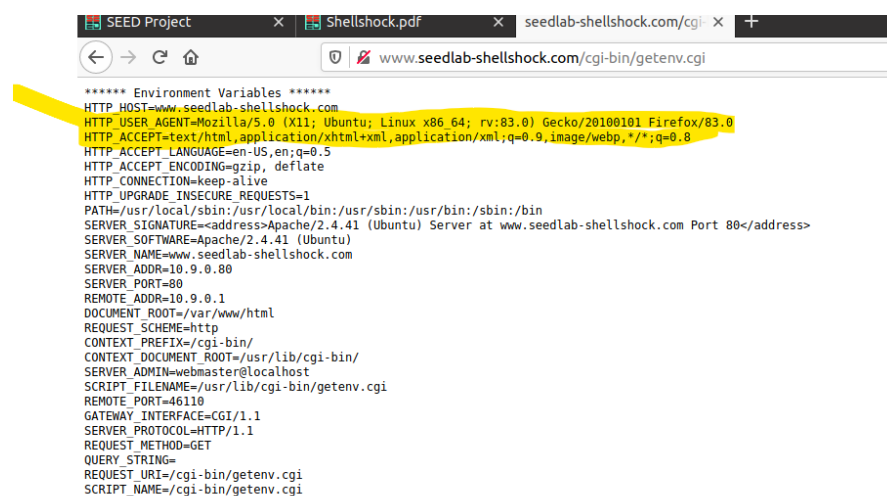 SEED Project
Shellshock.pdf
seedlab-shellshock.com/cgi-
www.seedlab-shellshock.com/cgi-bin/getenv.cgi
****** Environment Variables ******
HTTP_HOST=www.seedlab-shellshock.com
HTTP_USER_AGENT=Mozilla/5.0 (X11; Ubuntu; Linux x86_64; rv:83.0) Gecko/20100101 Firefox/83.0
HTTP_ACCEPT=text/html,application/xhtml+xml,application/xml;q=0.9,image/webp,*/*;q=0.8
HTTP_ACCEPT_LANGUAGE=en-US,en;q=0.5
HTTP_ACCEPT_ENCODING=gzip, deflate
HTTP_CONNECTION=keep-alive
HTTP_UPGRADE_INSECURE_REQUESTS=1
PATH=/usr/local/sbin:/usr/local/bin:/usr/sbin:/usr/bin:/sbin:/bin
SERVER_SIGNATURE=<address>Apache/2.4.41 (Ubuntu) Server at www.seedlab-shellshock.com Port 80</address>
SERVER_SOFTWARE=Apache/2.4.41 (Ubuntu)
SERVER_NAME=www.seedlab-shellshock.com
SERVER_ADDR=10.9.0.80
SERVER_PORT=80
REMOTE_ADDR=10.9.0.1
DOCUMENT_ROOT=/var/www/html
REQUEST_SCHEME=http
CONTEXT_PREFIX=/cgi-bin/
CONTEXT_DOCUMENT_ROOT=/usr/lib/cgi-bin/
SERVER_ADMIN=webmaster@localhost
SCRIPT_FILENAME=/usr/lib/cgi-bin/getenv.cgi
REMOTE_PORT=46110
GATEWAY_INTERFACE=CGI/1.1
SERVER_PROTOCOL=HTTP/1.1
REQUEST_METHOD=GET
QUERY_STRING=
REQUEST_URI=/cgi-bin/getenv.cgi
SCRIPT_NAME=/cgi-bin/getenv.cgi